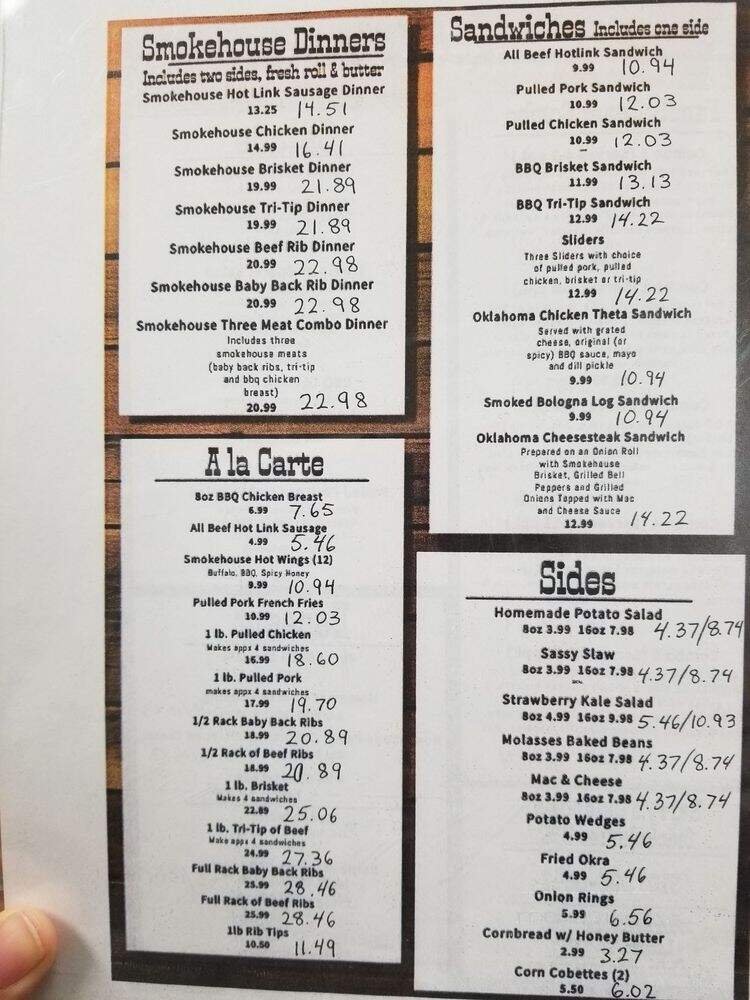 Smokehouse Dinners
Includes two sides, fresh roll & butter
Smokehouse Hot Link Sausage Dinner
13.25 14.51
Smokehouse Chicken Dinner
14.99 16.41
Smokehouse Brisket Dinner
19.99 21.89
Smokehouse Tri-Tip Dinner
19.99 21.89
Smokehouse Beef Rib Dinner
20.99 22.98
Smokehouse Baby Back Rib Dinner
20.99 22.98
Smokehouse Three Meat Combo Dinner
Includes three
smokehouse meats
(baby back ribs, tri-tip
and bbq chicken
breast)
20.99 22.98
A la Carte
8oz BBQ Chicken Breast
6.99 7.65
All Beef Hot Link Sausage
4.99 5.46
Smokehouse Hot Wings (12)
Buffalo, BBQ, Spicy Honey
9.99 10.94
Pulled Pork French Fries
10.99 12.03
1 lb. Pulled Chicken
Makes appx 4 sandwiches
16.99 18.60
1 lb. Pulled Pork
makes appx 4 sandwiches
17.99 19.70
1/2 Rack Baby Back Ribs
18.99 20.89
1/2 Rack of Beef Ribs
18.99 20.89
1 lb. Brisket
Makes 4 sandwiches
22.89 25.06
1 lb. Tri-Tip of Beef
Make appx 4 sandwiches
24.99 27.36
Full Rack Baby Back Ribs
25.99 28.46
Full Rack of Beef Ribs
25.99 28.46
1lb Rib Tips
10.50 11.49
Sandwiches Includes one side
All Beef Hotlink Sandwich
9.99 10.94
Pulled Pork Sandwich
10.99 12.03
Pulled Chicken Sandwich
10.99 12.03
BBQ Brisket Sandwich
11.99 13.13
BBQ Tri-Tip Sandwich
12.99 14.22
Sliders
Three Sliders with choice
of pulled pork, pulled
chicken, brisket or tri-tip
12.99 14.22
Oklahoma Chicken Theta Sandwich
Served with grated
cheese, original (or
spicy) BBQ sauce, mayo
and dill pickle
9.99 10.94
Smoked Bologna Log Sandwich
9.99 10.94
Oklahoma Cheesesteak Sandwich
Prepared on an Onion Roll
with Smokehouse
Brisket, Grilled Bell
Peppers and Grilled
Onions Topped with Mac
and Cheese Sauce
12.99 14.22
Sides
Homemade Potato Salad
8oz 3.99 16oz 7.98 4.37/8.74
Sassy Slaw
8oz 3.99 16oz 7.98 4.37/8.74
Strawberry Kale Salad
8oz 4.99 16oz 9.98 5.46/10.93
Molasses Baked Beans
8oz 3.99 16oz 7.98 4.37/8.74
Mac & Cheese
8oz 3.99 16oz 7.98 4.37/8.74
Potato Wedges
4.99 5.46
Fried Okra
4.99 5.46
Onion Rings
5.99 6.56
Cornbread w/ Honey Butter
2.99 3.27
Corn Cobettes (2)
5.50 6.02